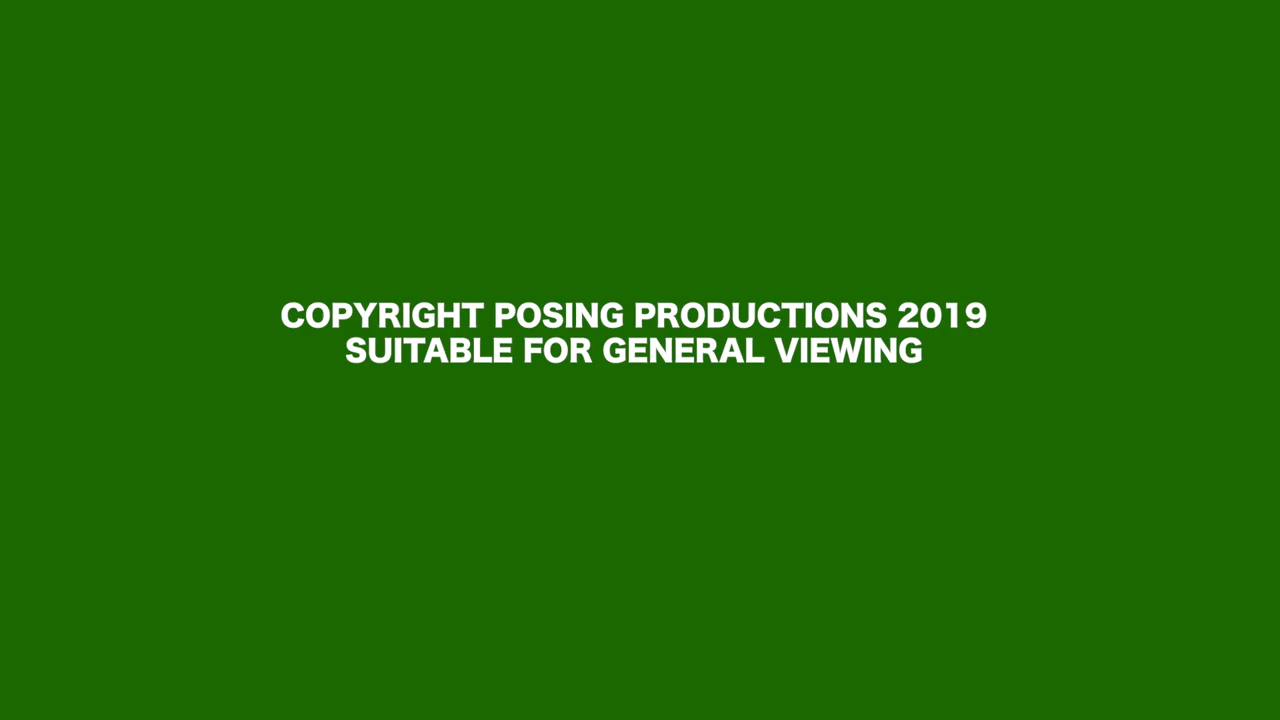 COPYRIGHT POSING PRODUCTIONS 2019
SUITABLE FOR GENERAL VIEWING